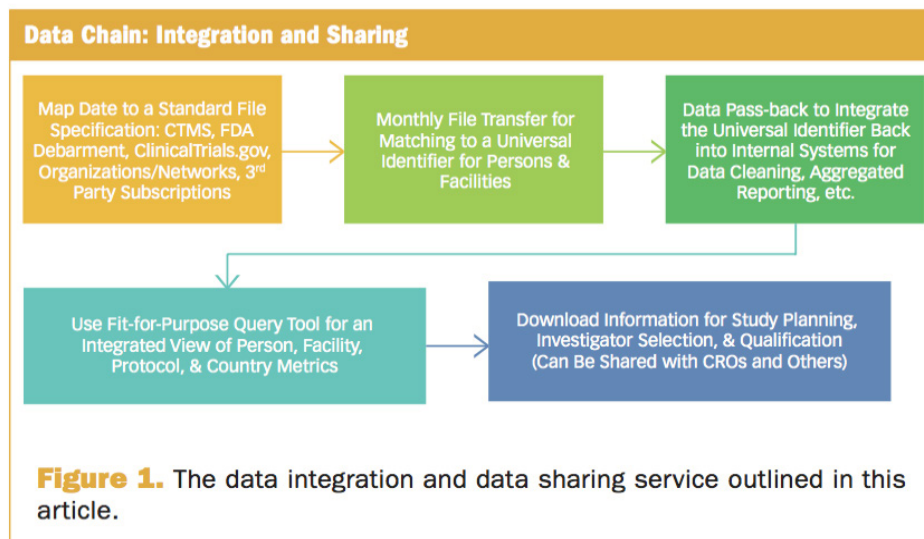 Data Chain: Integration and Sharing
Map Date to a Standard File
Specification: CTMS, FDA
Debarment, ClinicalTrials.gov,
Organizations/Networks, 3rd
Party Subscriptions
Monthly File Transfer for
Matching to a Universal
Identifier for Persons &
Facilities
Data Pass-back to Integrate
the Universal Identifier Back
into Internal Systems for
Data Cleaning, Aggregated
Reporting, etc.
Use Fit-for-Purpose Query Tool for an
Integrated View of Person, Facility,
Protocol, & Country Metrics
Download Information for Study Planning,
Investigator Selection, & Qualification
(Can Be Shared with CROs and Others)
Figure 1. The data integration and data sharing service outlined in this
article.